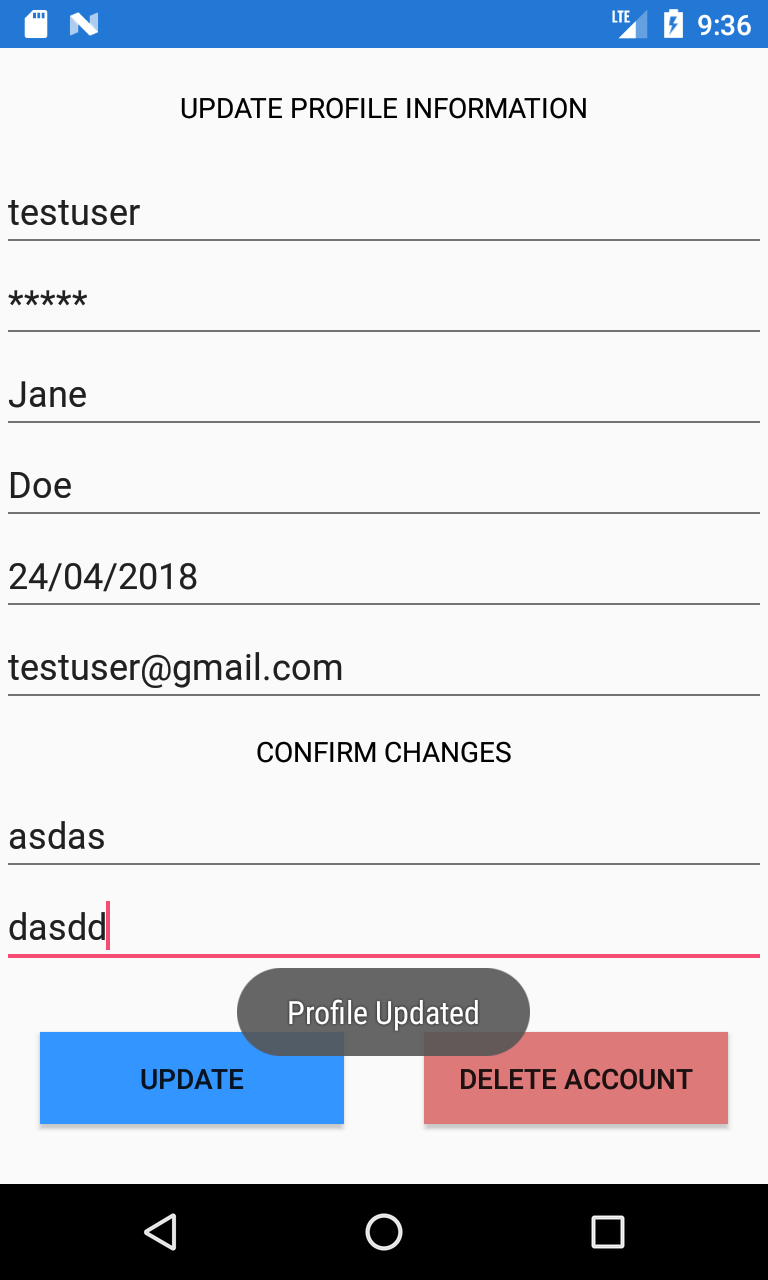 LTE 9:36
UPDATE PROFILE INFORMATION
testuser
*****
Jane
Doe
24/04/2018
testuser@gmail.com
CONFIRM CHANGES
asdas
dasdd
Profile Updated
UPDATE DELETE ACCOUNT